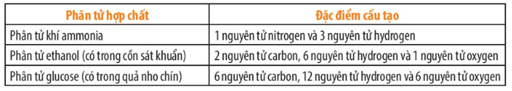 Phân tử hợp chất Đặc điểm cấu tạo
Phân tử khí ammonia 1 nguyên tử nitrogen và 3 nguyên tử hydrogen
Phân tử ethanol (có trong cồn sát khuẩn) 2 nguyên tử carbon, 6 nguyên tử hydrogen và 1 nguyên tử oxygen
Phân tử glucose (có trong quả nho chín) 6 nguyên tử carbon, 12 nguyên tử hydrogen và 6 nguyên tử oxygen